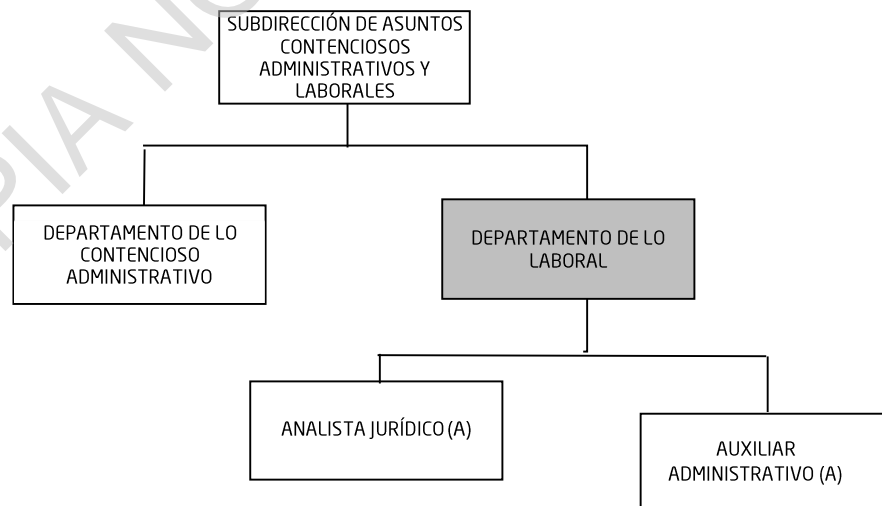 SUBDIRECCIÓN DE ASUNTOS
CONTENCIOSOS
ADMINISTRATIVOS Y
LABORALES
DEPARTAMENTO DE LO
CONTENCIOSO
ADMINISTRATIVO
DEPARTAMENTO DE LO
LABORAL
ANALISTA JURÍDICO (A)
AUXILIAR
ADMINISTRATIVO (A)